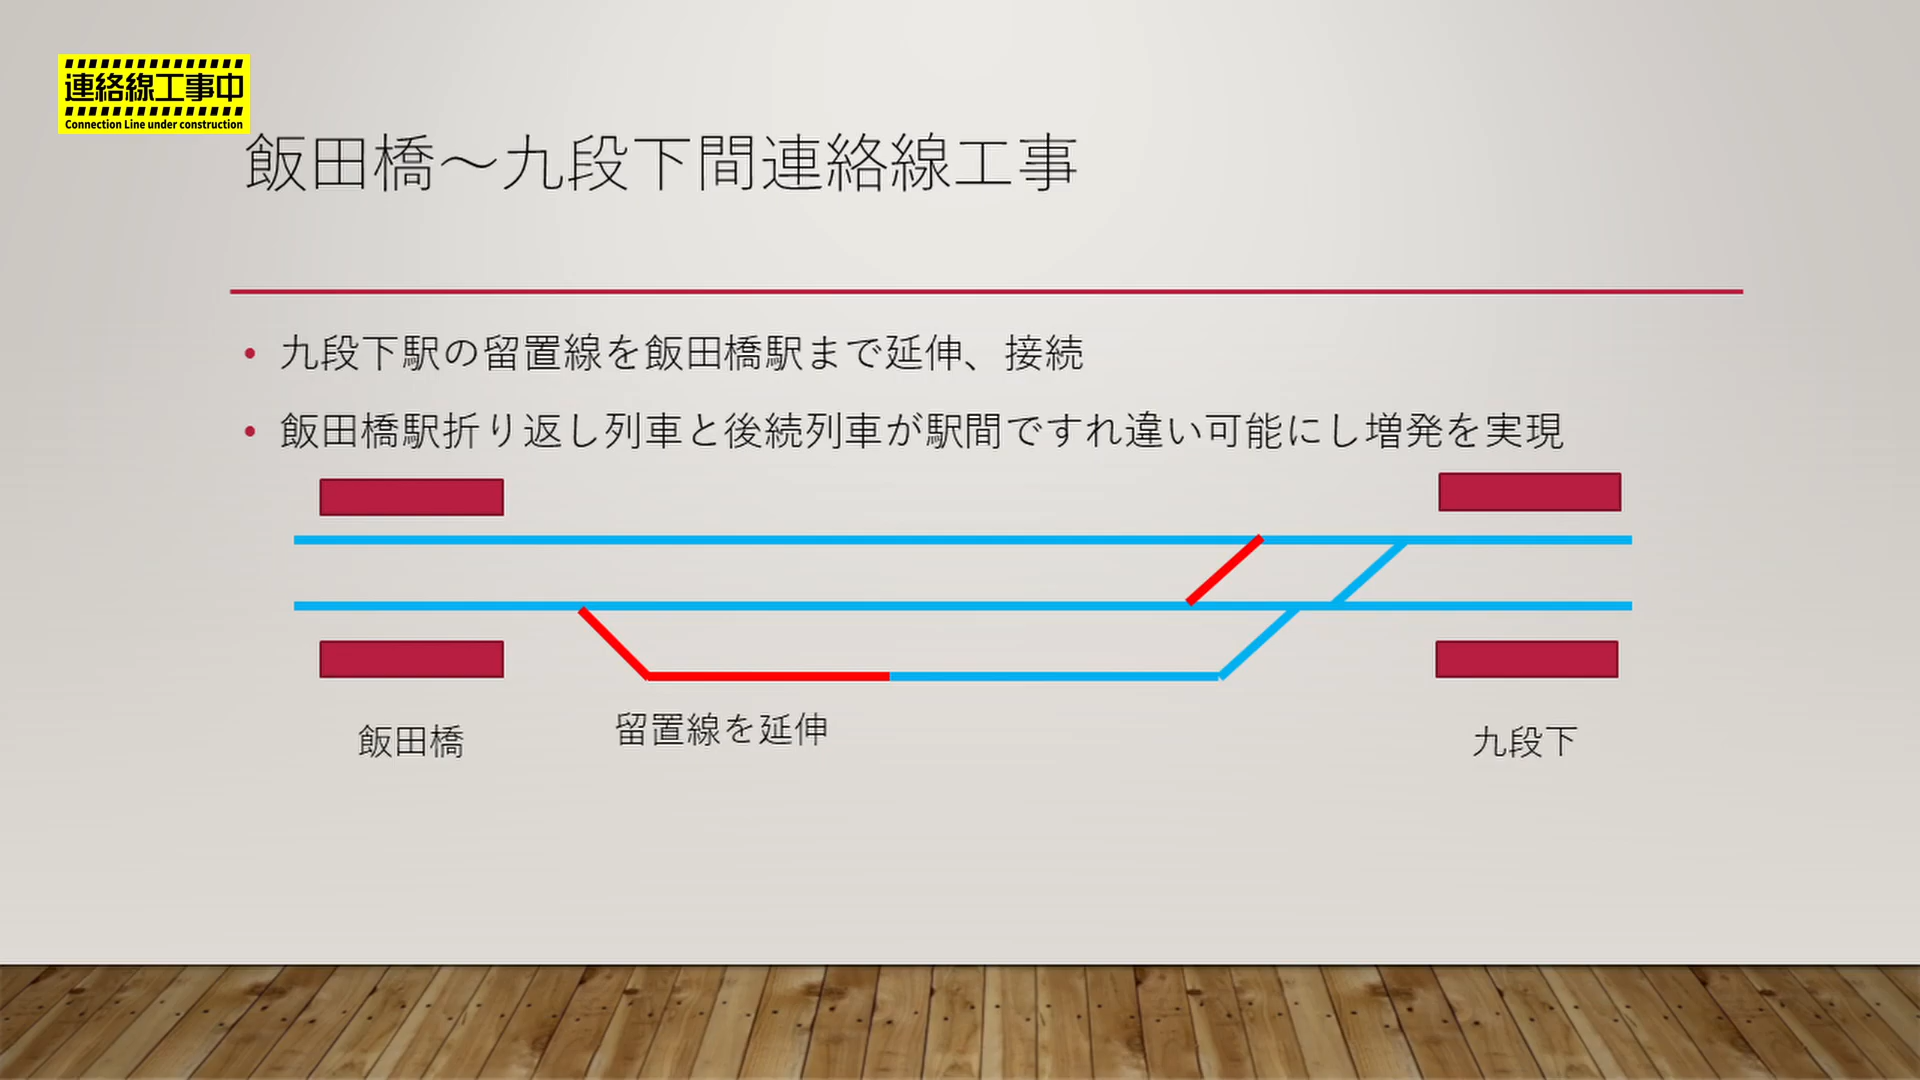 連絡線工事中
Connection Line under construction
飯田橋～九段下間連絡線工事
• 九段下駅の留置線を飯田橋駅まで延伸、接続
• 飯田橋駅折り返し列車と後続列車が駅間ですれ違い可能にし増発を実現
留置線を延伸
飯田橋
九段下